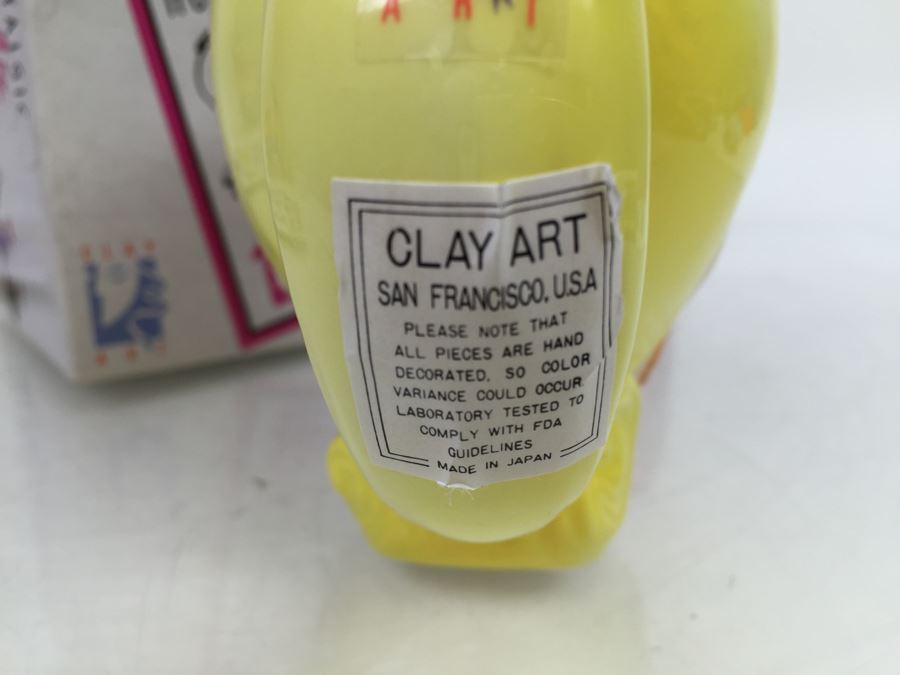 CLAY ART
SAN FRANCISCO, U.S.A
PLEASE NOTE THAT
ALL PIECES ARE HAND
DECORATED, SO COLOR
VARIANCE COULD OCCUR.
LABORATORY TESTED TO
COMPLY WITH FDA
GUIDELINES
MADE IN JAPAN